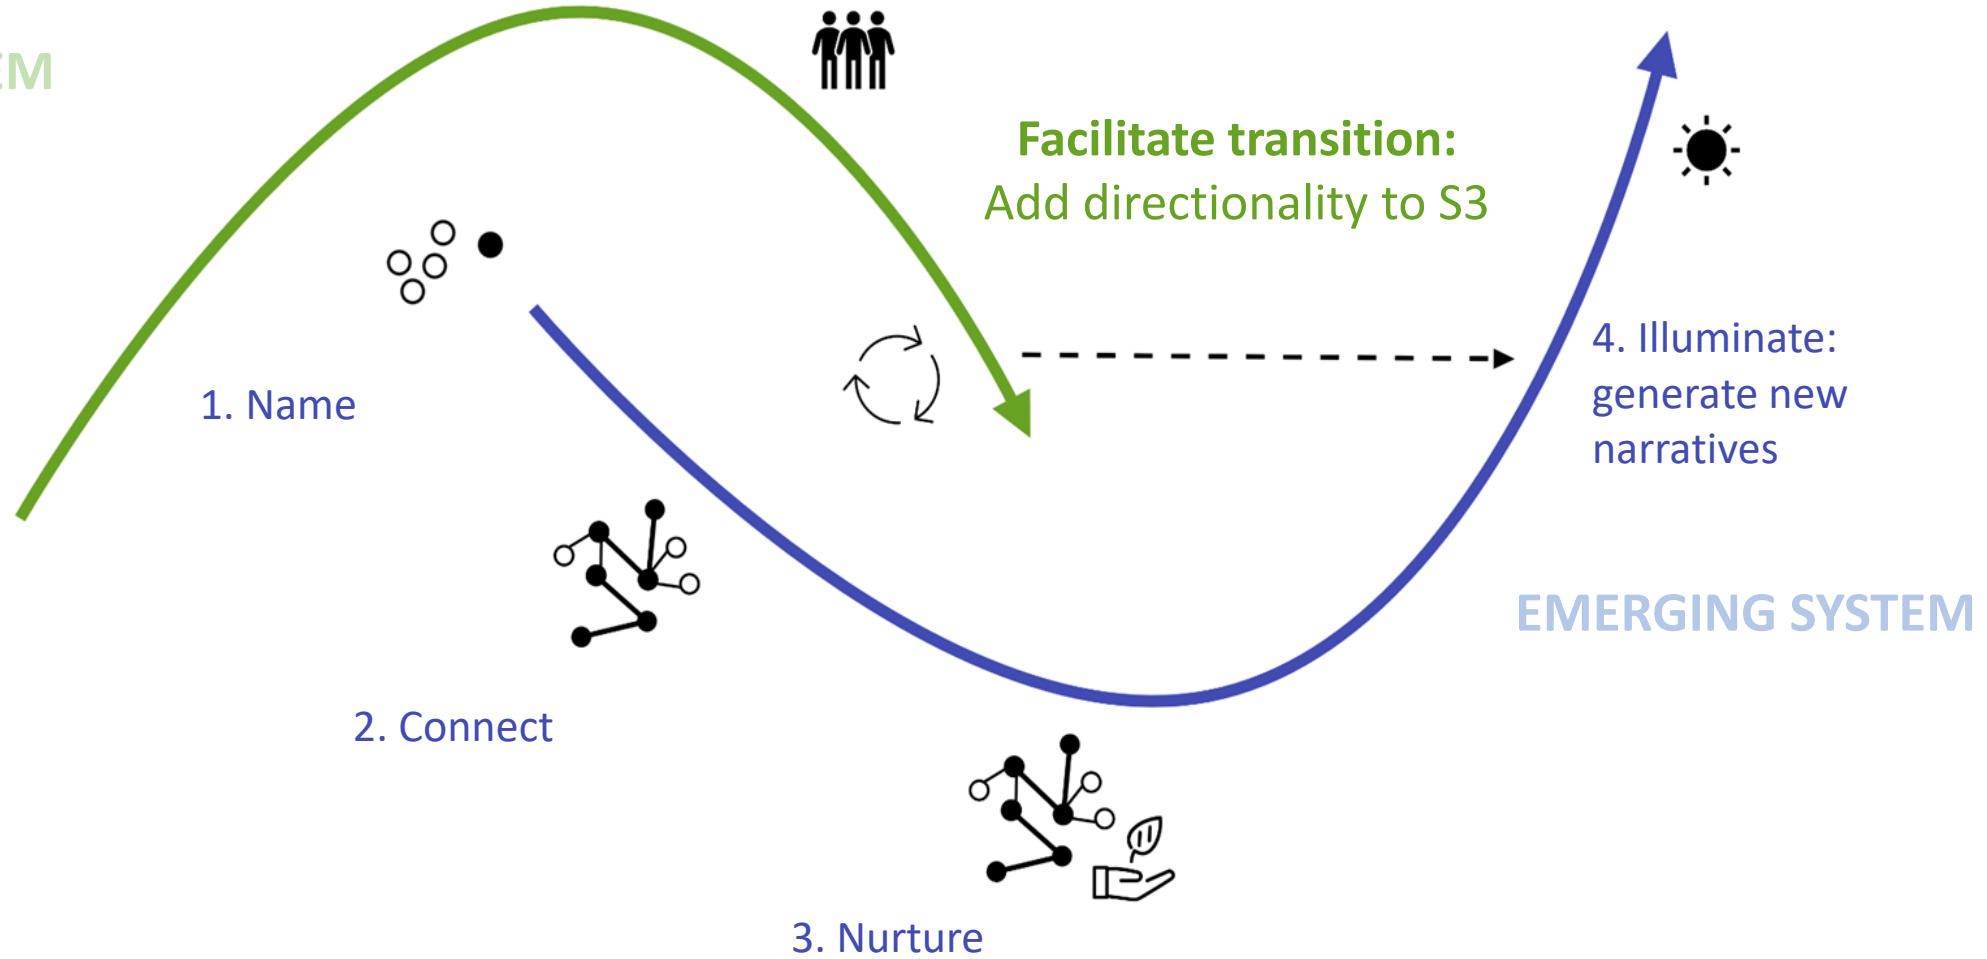 EM
Facilitate transition:
Add directionality to S3
1. Name
4. Illuminate:
generate new
narratives
EMERGING SYSTEM
2. Connect
3. Nurture